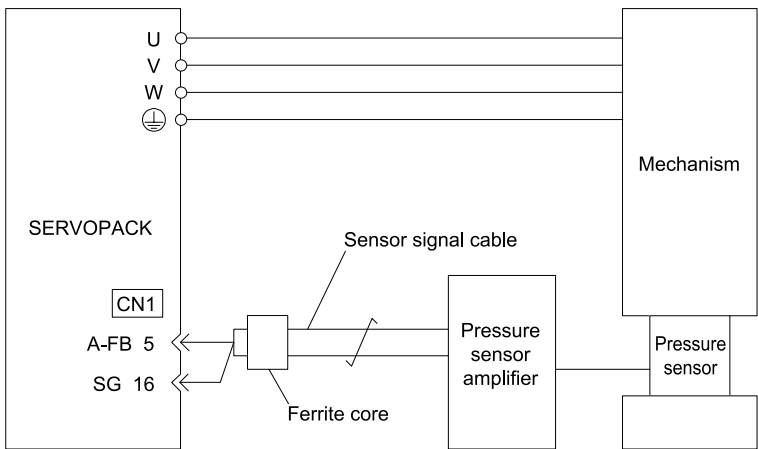 U
V
W
SERVOPACK
Mechanism
Sensor signal cable
CN1
A-FB 5
SG 16
Pressure
sensor
amplifier
Pressure
sensor
Ferrite core